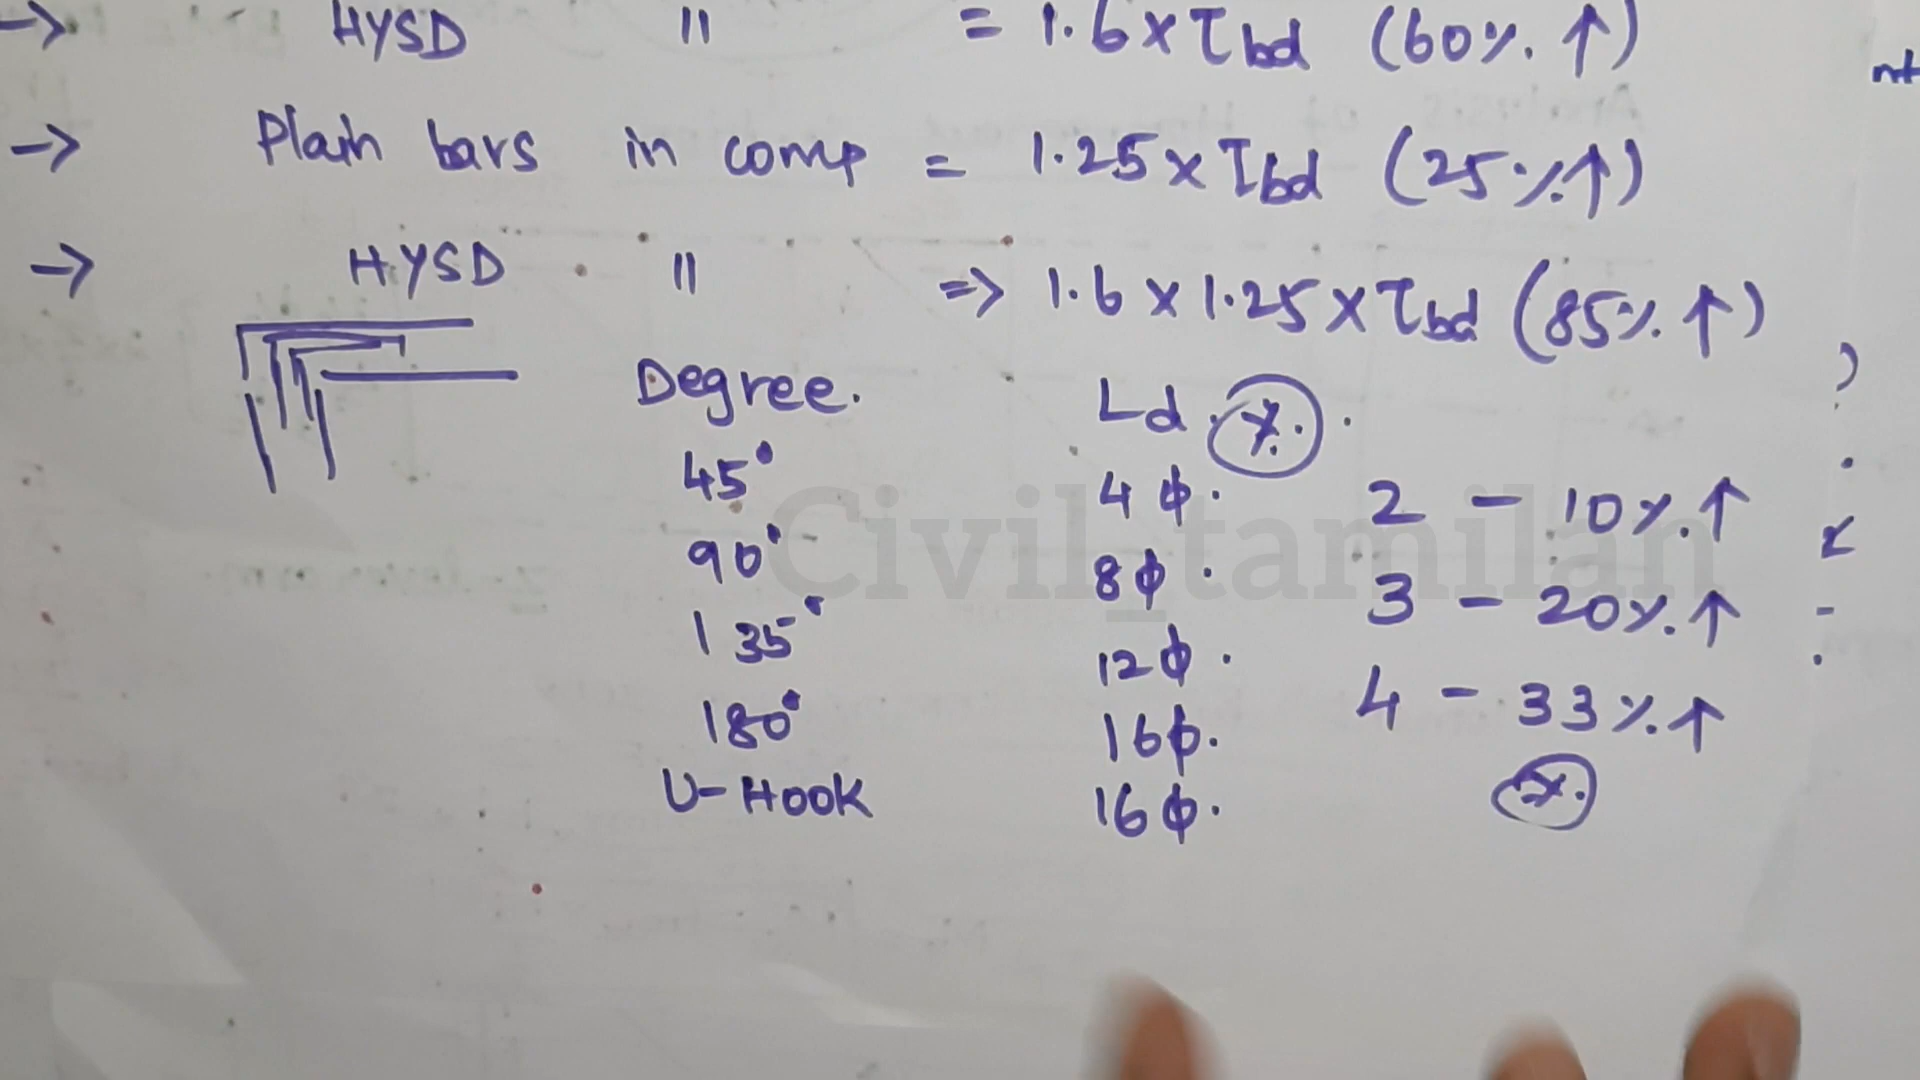 → HYSD 〃 = 1.6 × τbd (60% ↑)
→ Plain bars in comp = 1.25 × τbd (25% ↑)
→ HYSD 〃 => 1.6 × 1.25 × τbd (85% ↑)
Degree. Ld.
45° 4ϕ. 2 - 10% ↑
90° 8ϕ. 3 - 20% ↑
135° 12ϕ. 4 - 33% ↑
180° 16ϕ.
U-Hook 16ϕ.
Civil_tamilan